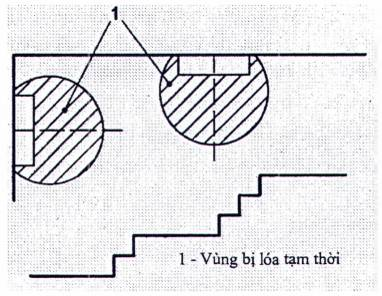 1
1 - Vùng bị lóa tạm thời